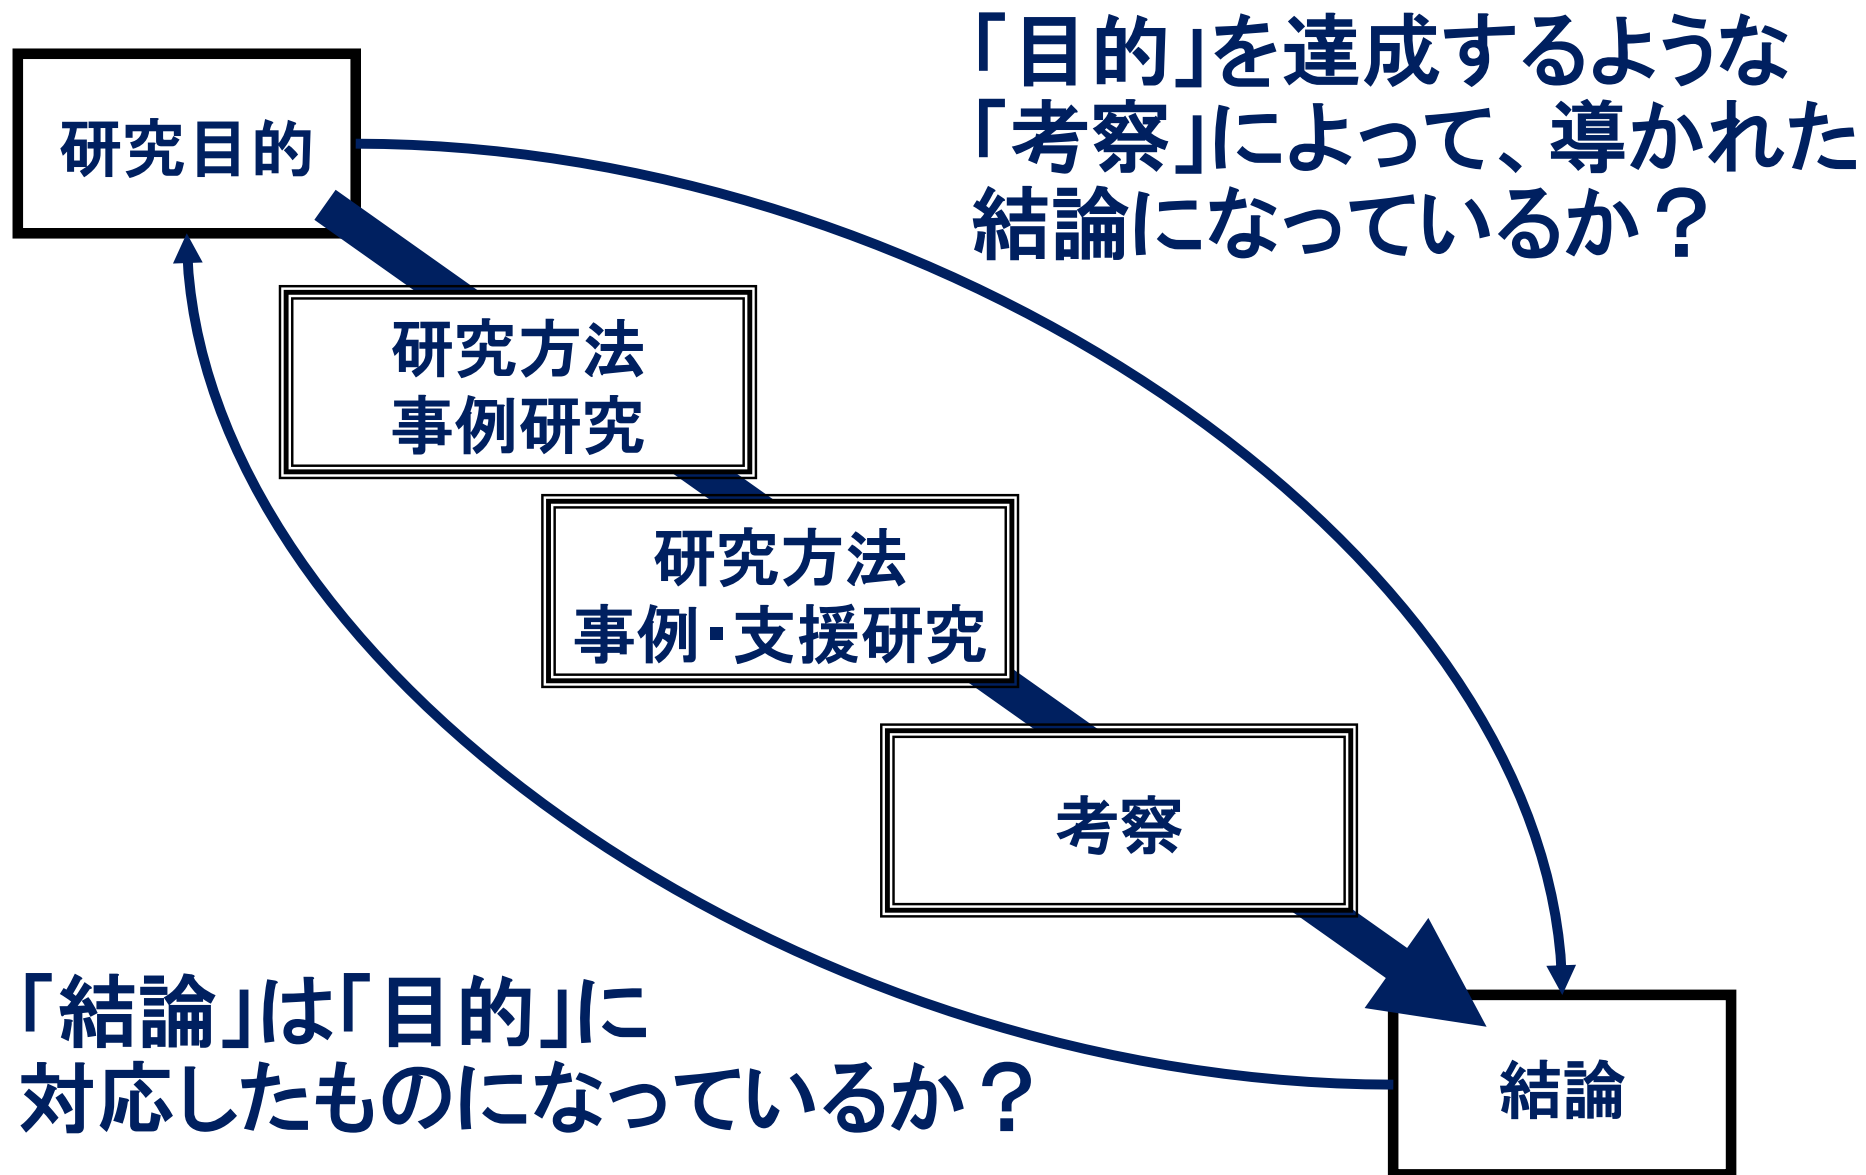 「目的」を達成するような
「考察」によって、導かれた
結論になっているか？
研究目的
研究方法
事例研究
研究方法
事例・支援研究
考察
結論
「結論」は「目的」に
対応したものになっているか？